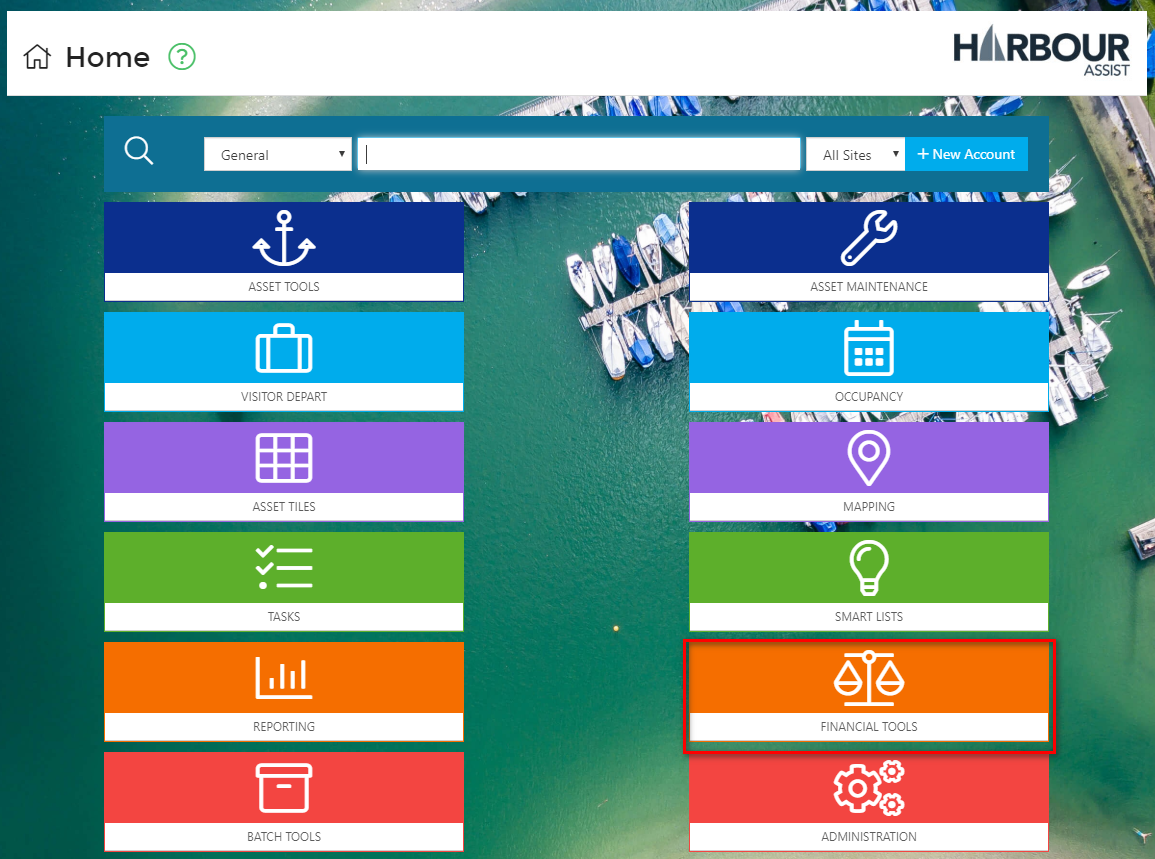 Home ?
HARBOUR
ASSIST
General
All Sites
+ New Account
ASSET TOOLS
ASSET MAINTENANCE
VISITOR DEPART
OCCUPANCY
ASSET TILES
MAPPING
TASKS
SMART LISTS
REPORTING
FINANCIAL TOOLS
BATCH TOOLS
ADMINISTRATION